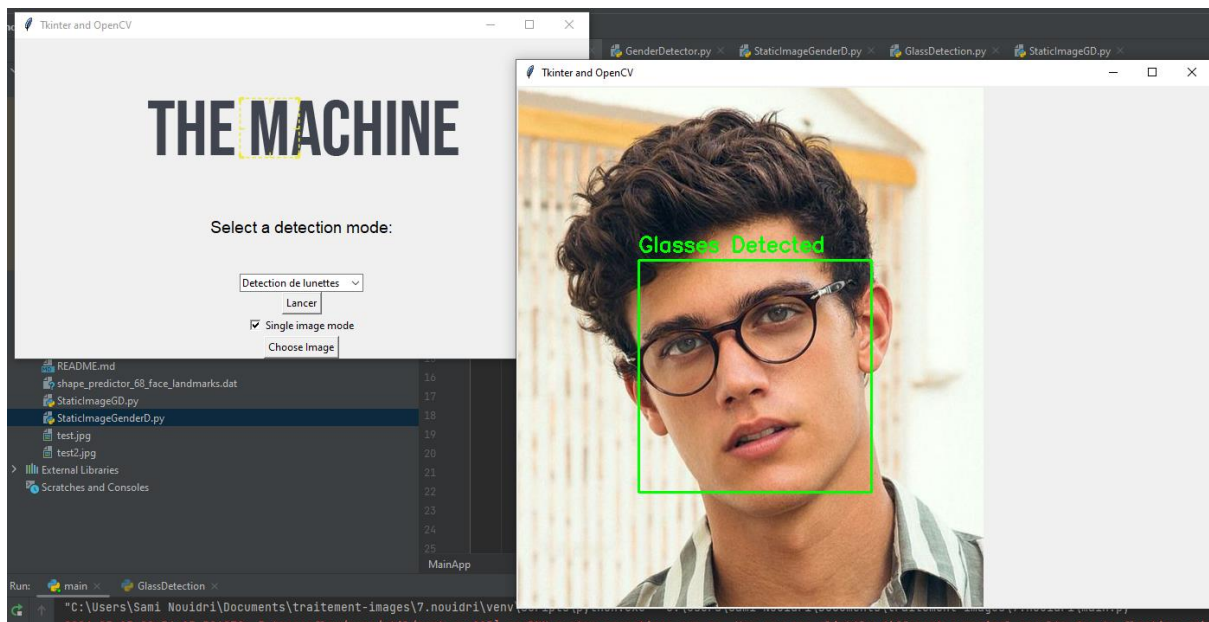 Tkinter and OpenCV
THE MACHINE
Select a detection mode:
Detection de lunettes
Lancer
Single image mode
Choose Image
GenderDetector.py
StaticImageGenderD.py
GlassDetection.py
StaticImageGD.py
Tkinter and OpenCV
Glasses Detected
README.md
shape_predictor_68_face_landmarks.dat
StaticImageGD.py
StaticImageGenderD.py
test.jpg
test2.jpg
External Libraries
Scratches and Consoles
16
17
18
19
20
21
22
23
24
25
MainApp
Run: main GlassDetection
"C:\Users\Sami Nouidri\Documents\traitement-images\7.nouidri\venv